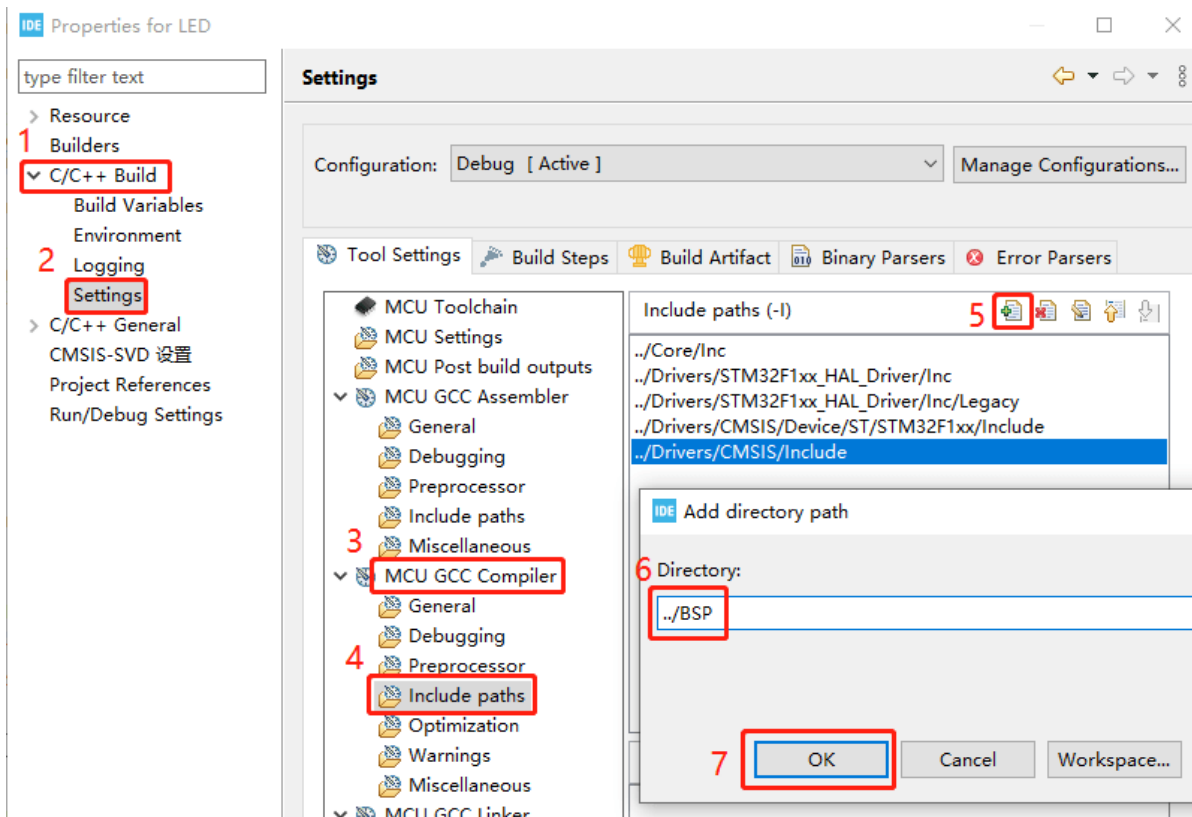 IDE Properties for LED
type filter text
Resource
1
Builders
C/C++ Build
Build Variables
Environment
2
Logging
Settings
C/C++ General
CMSIS-SVD 设置
Project References
Run/Debug Settings
Settings
Configuration: Debug [ Active ] Manage Configurations...
Tool Settings Build Steps Build Artifact Binary Parsers Error Parsers
MCU Toolchain
MCU Settings
MCU Post build outputs
MCU GCC Assembler
General
Debugging
Preprocessor
Include paths
3
Miscellaneous
MCU GCC Compiler
General
Debugging
4
Preprocessor
Include paths
Optimization
Warnings
Miscellaneous
MCU GCC Linker
Include paths (-I)
5
../Core/Inc
../Drivers/STM32F1xx_HAL_Driver/Inc
../Drivers/STM32F1xx_HAL_Driver/Inc/Legacy
../Drivers/CMSIS/Device/ST/STM32F1xx/Include
../Drivers/CMSIS/Include
IDE Add directory path
6 Directory:
../BSP
7 OK Cancel Workspace...